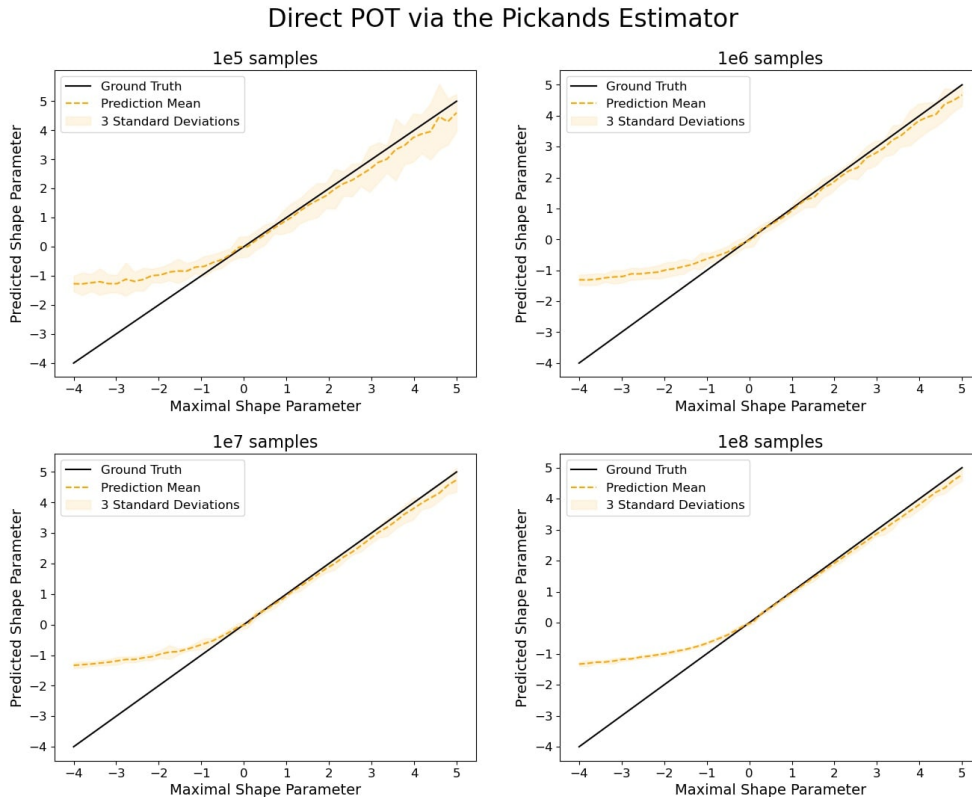 Direct POT via the Pickands Estimator
1e5 samples
Ground Truth
Prediction Mean
3 Standard Deviations
Predicted Shape Parameter
5
4
3
2
1
0
−1
−2
−3
−4
−4 −3 −2 −1 0 1 2 3 4 5
Maximal Shape Parameter
1e6 samples
Ground Truth
Prediction Mean
3 Standard Deviations
Predicted Shape Parameter
5
4
3
2
1
0
−1
−2
−3
−4
−4 −3 −2 −1 0 1 2 3 4 5
Maximal Shape Parameter
1e7 samples
Ground Truth
Prediction Mean
3 Standard Deviations
Predicted Shape Parameter
5
4
3
2
1
0
−1
−2
−3
−4
−4 −3 −2 −1 0 1 2 3 4 5
Maximal Shape Parameter
1e8 samples
Ground Truth
Prediction Mean
3 Standard Deviations
Predicted Shape Parameter
5
4
3
2
1
0
−1
−2
−3
−4
−4 −3 −2 −1 0 1 2 3 4 5
Maximal Shape Parameter